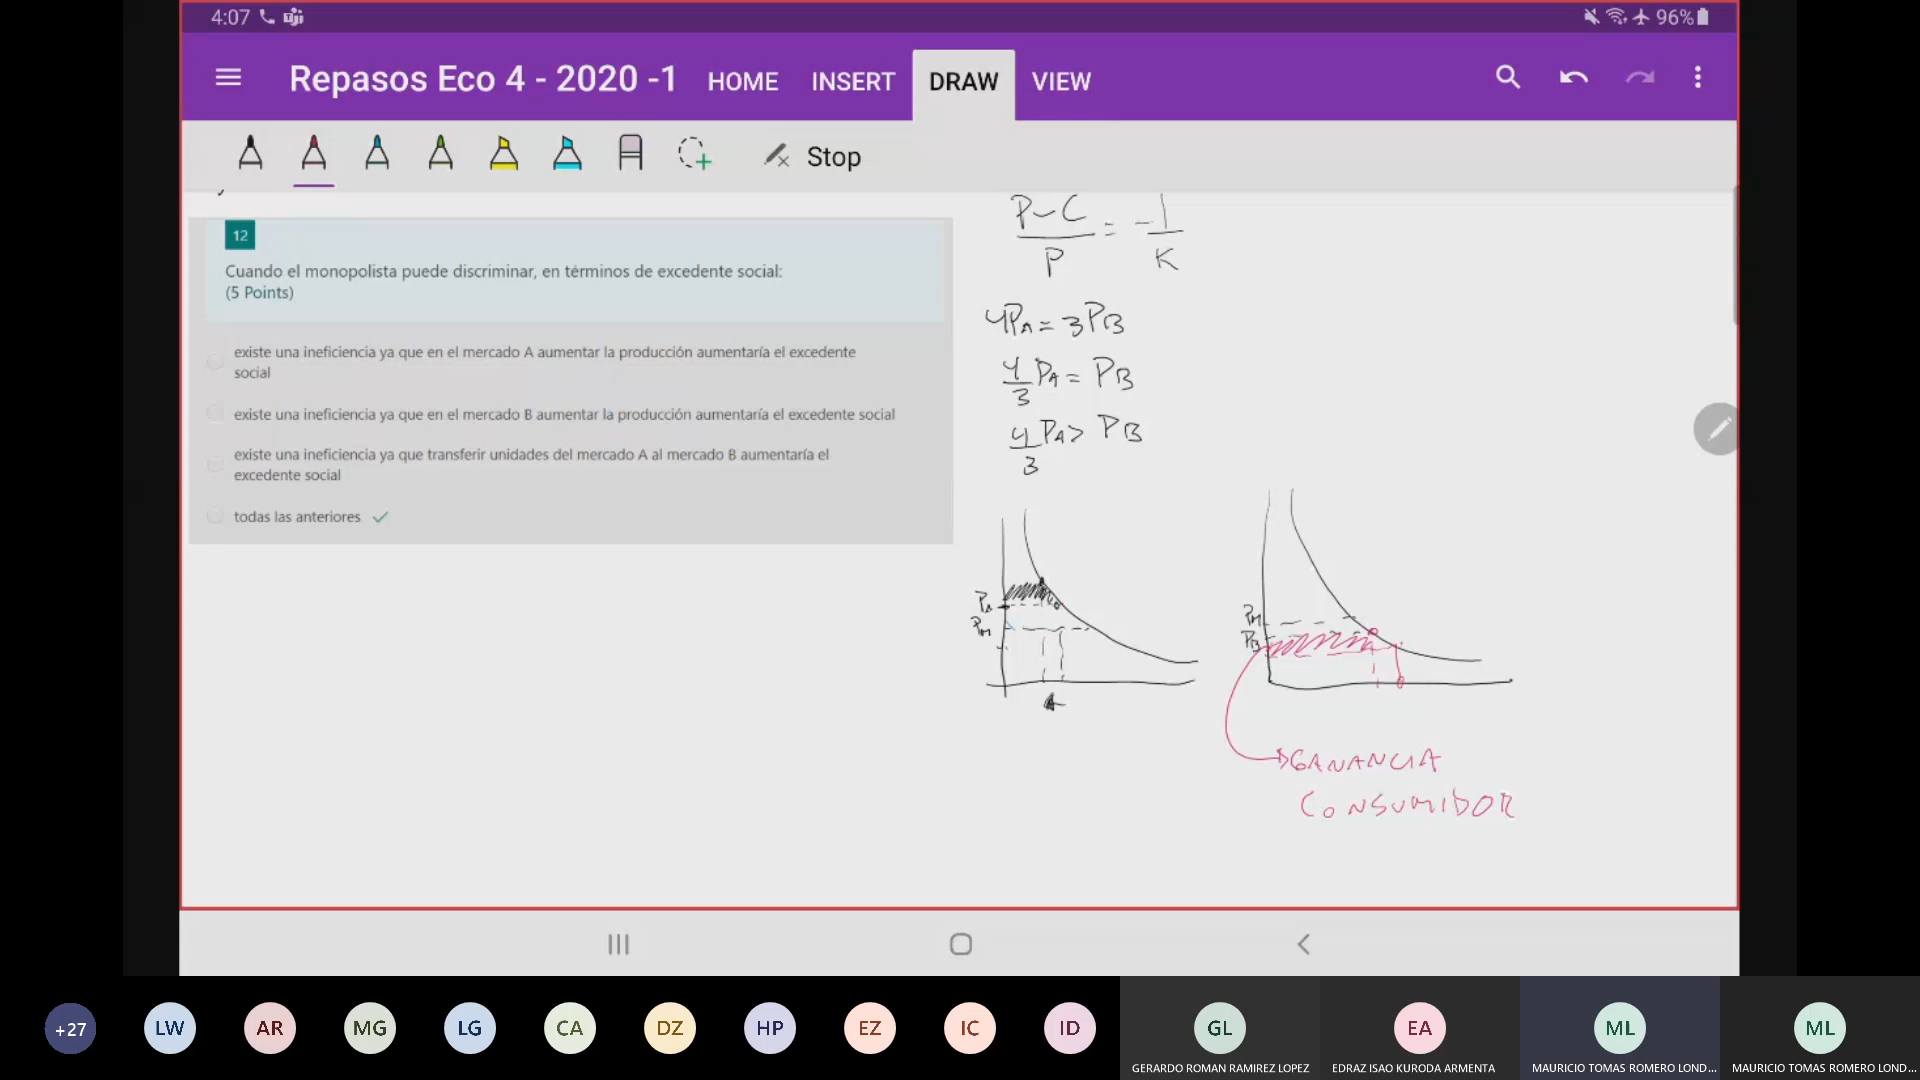 4:07
96%
Repasos Eco 4 - 2020 -1
HOME
INSERT
DRAW
VIEW
Stop
12
Cuando el monopolista puede discriminar, en términos de excedente social:
(5 Points)
existe una ineficiencia ya que en el mercado A aumentar la producción aumentaría el excedente
social
existe una ineficiencia ya que en el mercado B aumentar la producción aumentaría el excedente social
existe una ineficiencia ya que transferir unidades del mercado A al mercado B aumentaría el
excedente social
todas las anteriores
P-C
P
=
-1
K
4PA = 3PB
4/3 PA = PB
4/3 PA > PB
PA
PM
PM
PB
GANANCIA
CONSUMIDOR
+27
LW
AR
MG
LG
CA
DZ
HP
EZ
IC
ID
GL
EA
ML
ML
GERARDO ROMAN RAMIREZ LOPEZ
EDRAZ ISAO KURODA ARMENTA
MAURICIO TOMAS ROMERO LOND...
MAURICIO TOMAS ROMERO LOND...